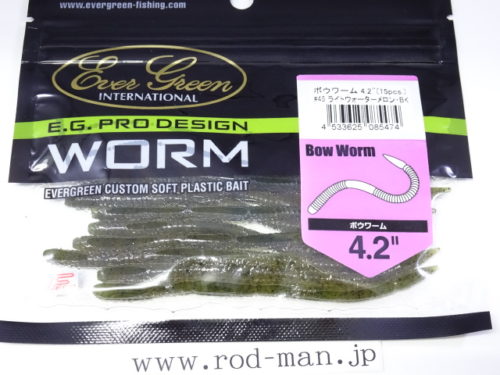 www.evergreen-fishing.com
Ever Green
INTERNATIONAL
E.G. PRO DESIGN
WORM
EVERGREEN CUSTOM SOFT PLASTIC BAIT
ボウワーム 4.2"(15pcs.)
#45 ライトウォーターメロン・BK
4 533625 085474
Bow Worm
ボウワーム
4.2"
www.rod-man.jp